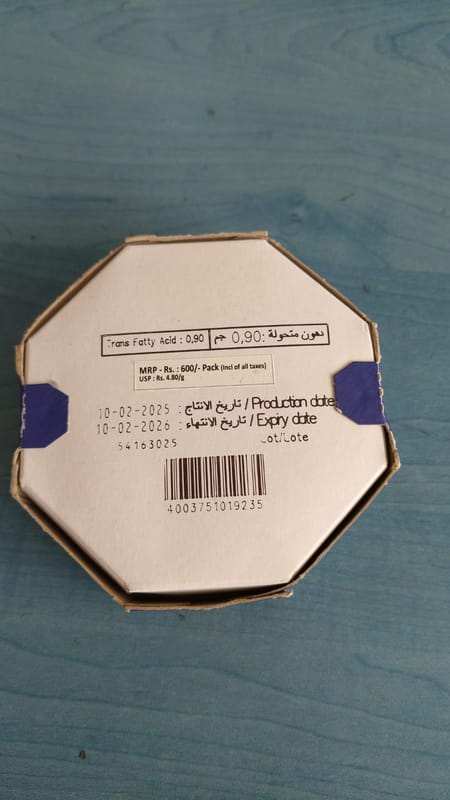 Trans Fatty Acid : 0,90 دهون متحولة :0,90 جم
MRP - Rs. : 600/- Pack (Incl of all taxes)
USP : Rs. 4.80/g
10-02-2025 : تاريخ الانتاج / Production date
10-02-2026 : تاريخ الانتهاء / Expiry date
54163025 Lot/Lote
4003751019235